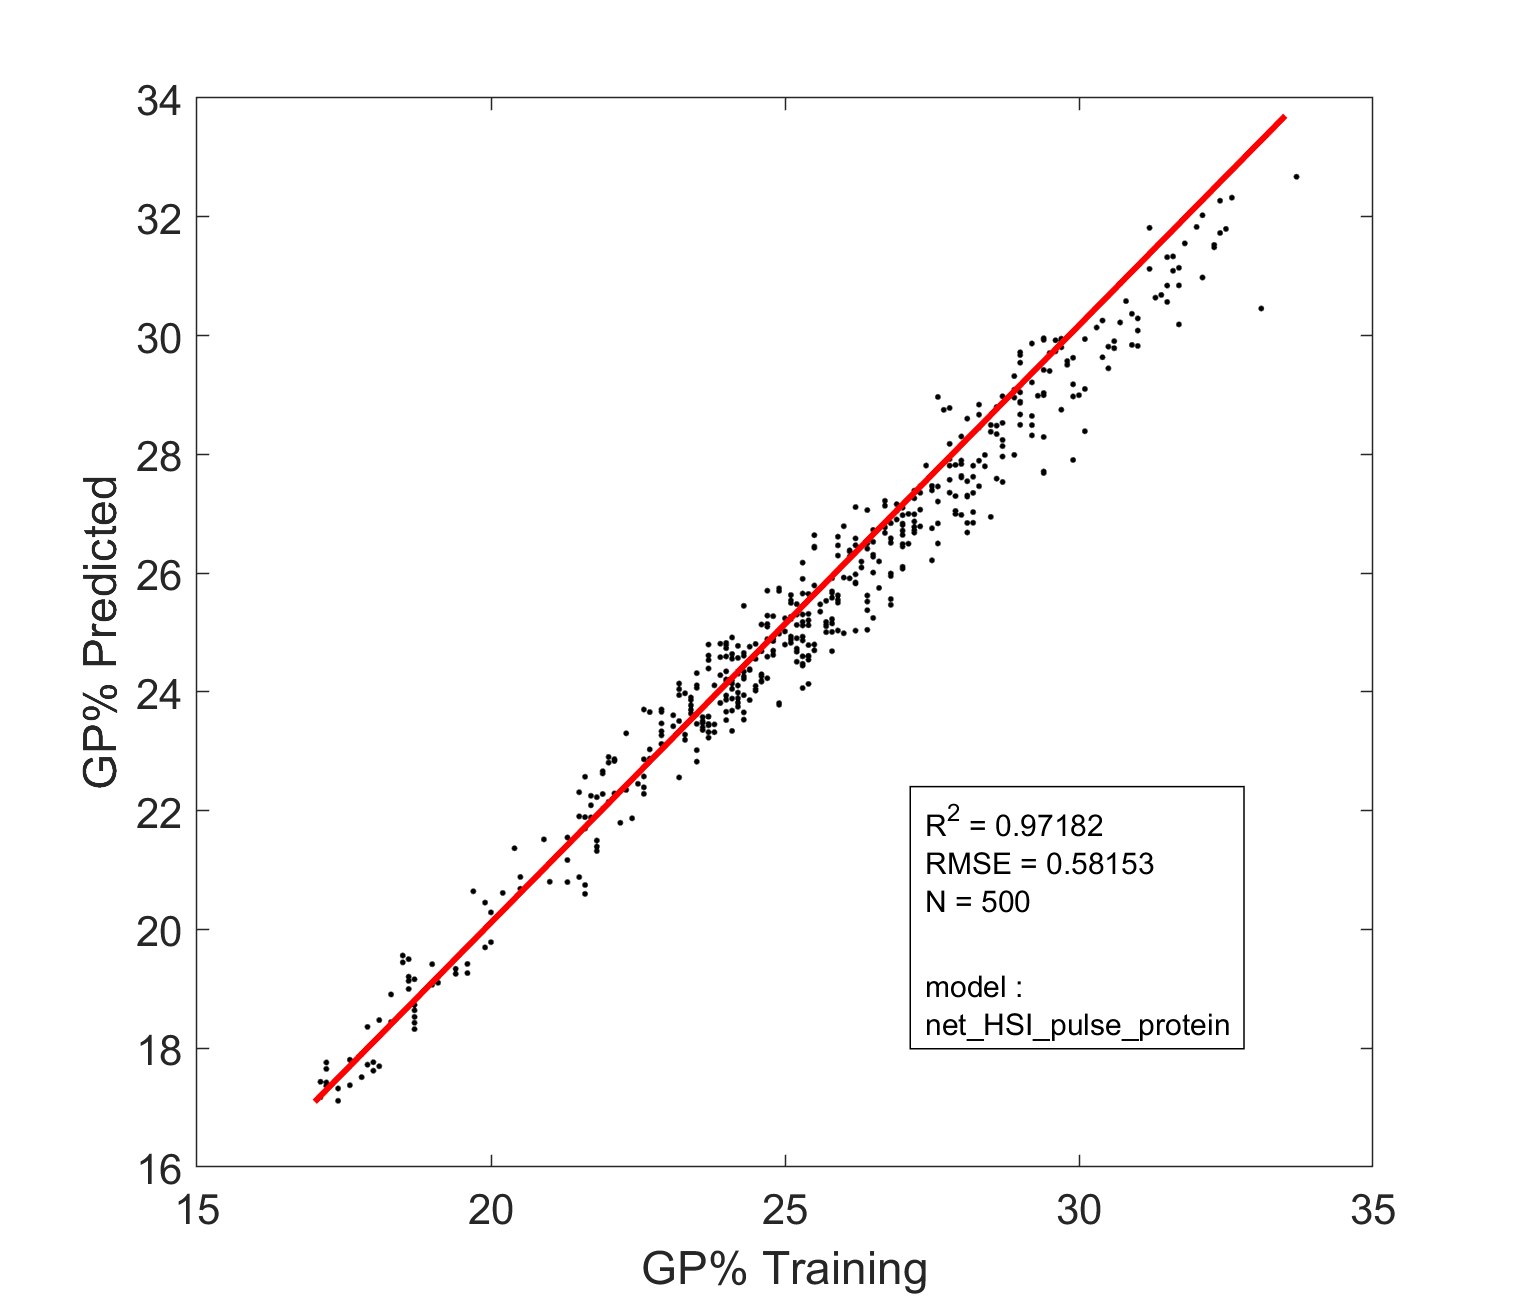 34
32
30
28
26
24
22
20
18
16
GP% Predicted
R² = 0.97182
RMSE = 0.58153
N = 500
model :
net_HSI_pulse_protein
15 20 25 30 35
GP% Training